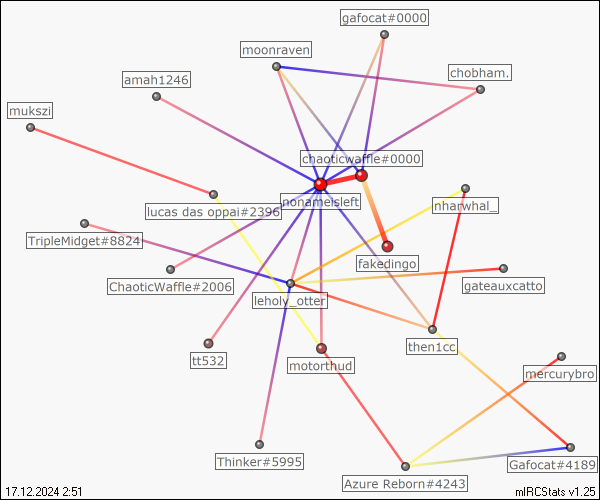 gafocat#0000
moonraven
chobham.
amah1246
mukszi
chaoticwaffle#0000
nonameisleft
nharwhal_
lucas das oppai#2396
TripleMidget#8824
fakedingo
ChaoticWaffle#2006
gateauxcatto
leholy_otter
then1cc
tt532
motorthud
mercurybro
Thinker#5995
Gafocat#4189
Azure Reborn#4243
17.12.2024 2:51
mIRCStats v1.25